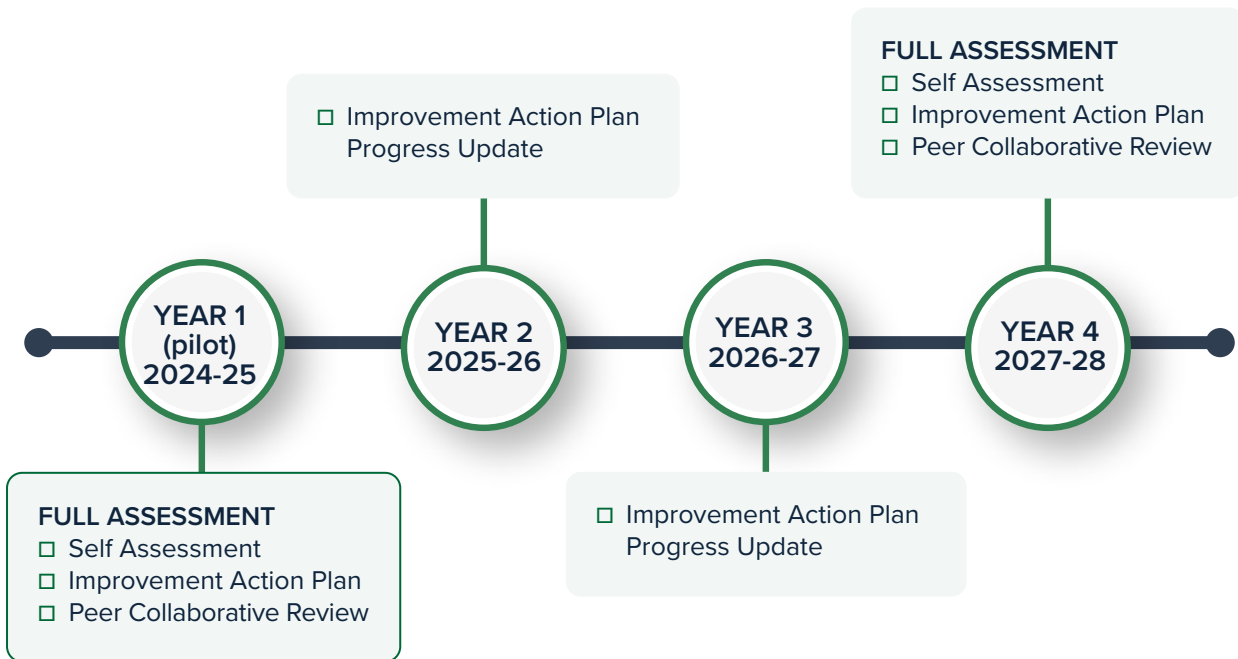 YEAR 1
(pilot)
2024-25
FULL ASSESSMENT
Self Assessment
Improvement Action Plan
Peer Collaborative Review
Improvement Action Plan
Progress Update
YEAR 2
2025-26
YEAR 3
2026-27
Improvement Action Plan
Progress Update
FULL ASSESSMENT
Self Assessment
Improvement Action Plan
Peer Collaborative Review
YEAR 4
2027-28